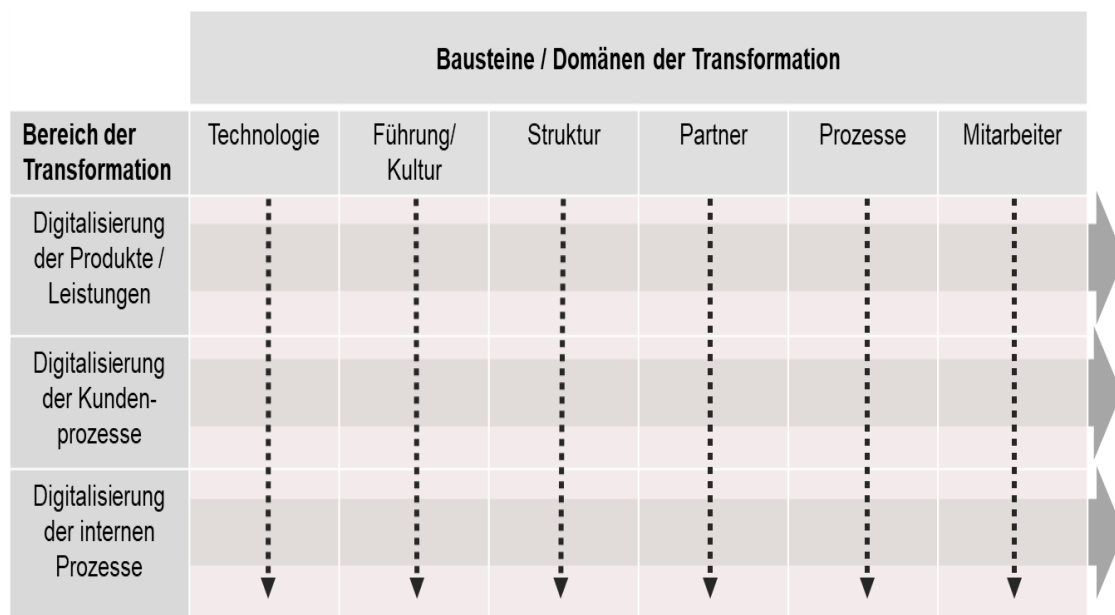 Bausteine / Domänen der Transformation
Bereich der
Transformation
Technologie
Führung/
Kultur
Struktur
Partner
Prozesse
Mitarbeiter
Digitalisierung
der Produkte /
Leistungen
Digitalisierung
der Kunden-
prozesse
Digitalisierung
der internen
Prozesse